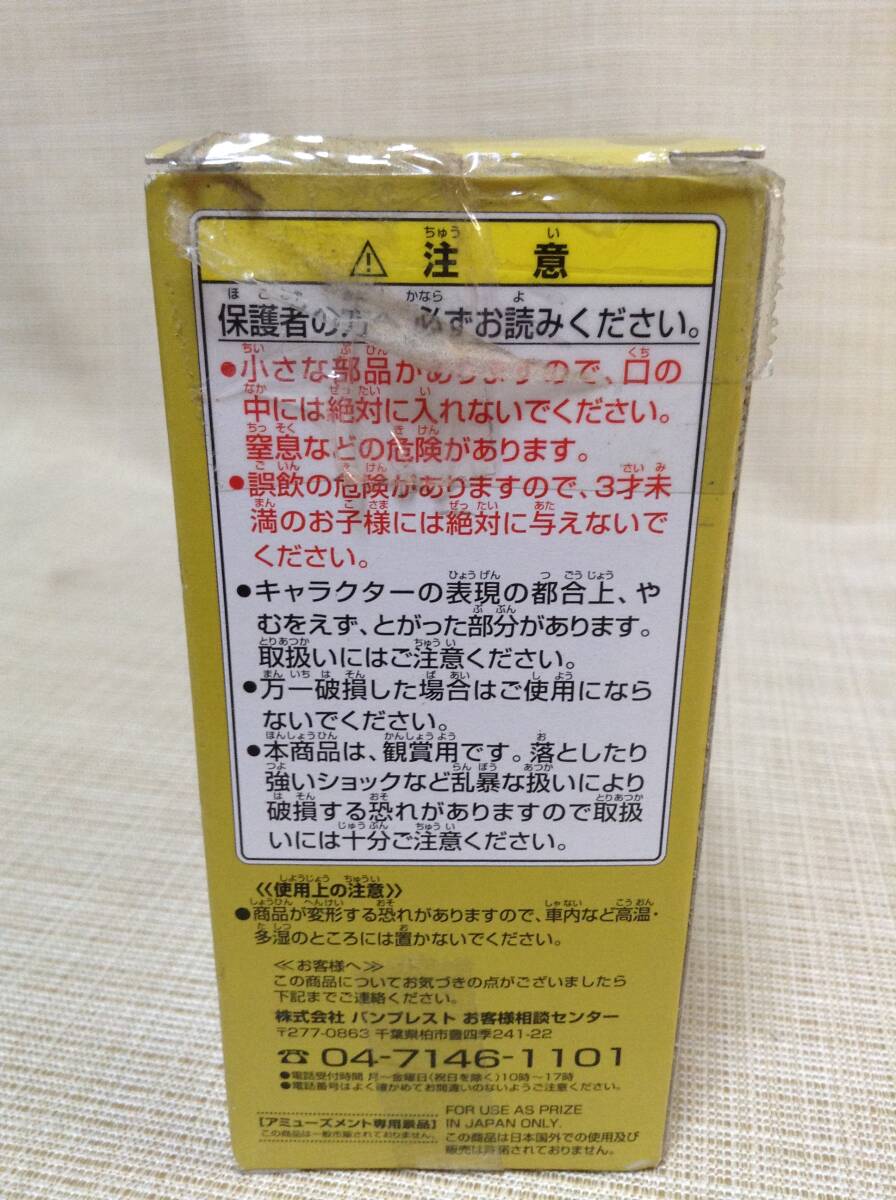 ⚠ 注意
保護者の方 必ずお読みください。
●小さな部品がありますので、口の
中には絶対に入れないでください。
窒息などの危険があります。
●誤飲の危険がありますので、3才未
満のお子様には絶対に与えないで
ください。
●キャラクターの表現の都合上、や
むをえず、とがった部分があります。
取扱いにはご注意ください。
●万一破損した場合はご使用になら
ないでください。
●本商品は、観賞用です。落としたり
強いショックなど乱暴な扱いにより
破損する恐れがありますので取扱
いには十分ご注意ください。
≪使用上の注意≫
●商品が変形する恐れがありますので、車内など高温・
多湿のところには置かないでください。
≪お客様へ≫
この商品についてお気づきの点がございましたら
下記までご連絡ください。
株式会社 バンプレスト お客様相談センター
〒277-0863 千葉県柏市豊四季241-22
☎ 04-7146-1101
●電話受付時間 月〜金曜日(祝日を除く)10時〜17時
●電話番号はよく確かめてお間違いのないようご注意ください。
【アミューズメント専用景品】
この商品は一般市販されておりません。
FOR USE AS PRIZE
IN JAPAN ONLY.
この商品は日本国外での使用及び
販売は許諾されておりません。